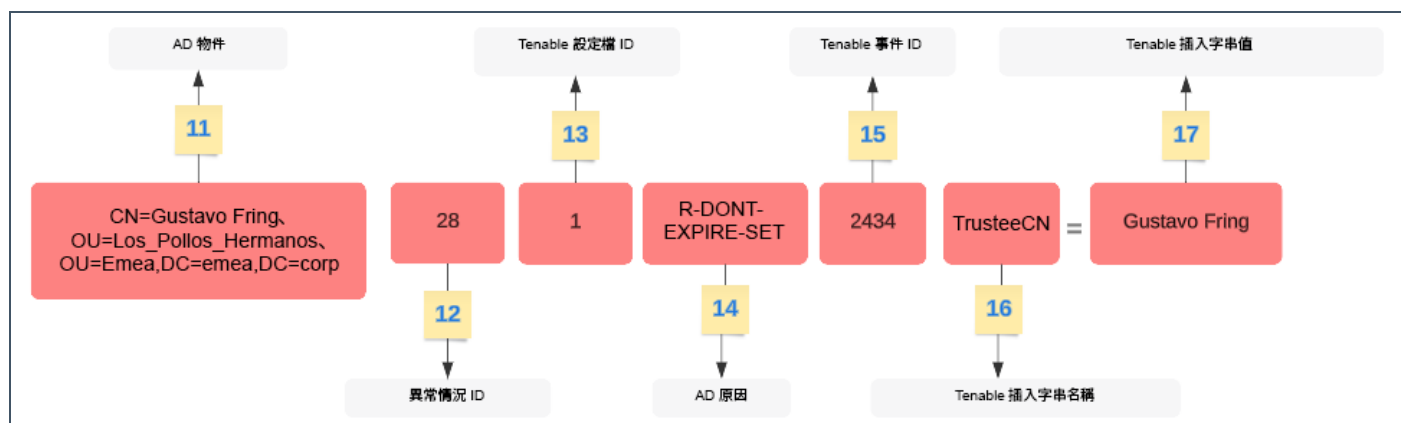 AD 物件
Tenable 設定檔 ID
Tenable 事件 ID
Tenable 插入字串值
11
13
15
17
CN=Gustavo Fring、
OU=Los_Pollos_Hermanos、
OU=Emea,DC=emea,DC=corp
28
1
R-DONT-
EXPIRE-SET
2434
TrusteeCN
=
Gustavo Fring
12
14
16
異常情況 ID
AD 原因
Tenable 插入字串名稱